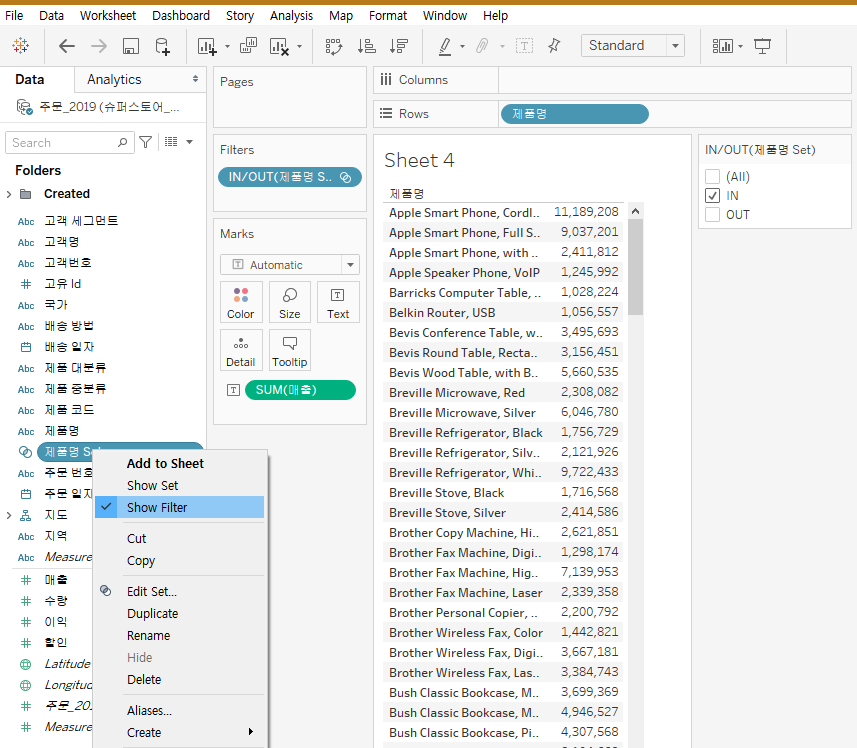 File Data Worksheet Dashboard Story Analysis Map Format Window Help
Standard
Data Analytics
주문_2019 (슈퍼스토어_...
Search
Folders
Created
Abc 고객 세그먼트
Abc 고객명
Abc 고객번호
# 고유 Id
Abc 국가
Abc 배송 방법
배송 일자
Abc 제품 대분류
Abc 제품 중분류
Abc 제품 코드
Abc 제품명
제품명 Se
Abc 주문 번호
주문 일자
지도
Abc 지역
Abc Measure
# 매출
# 수량
# 이익
# 할인
Latitude
Longitud
# 주문_20
# Measure
Add to Sheet
Show Set
Show Filter
Cut
Copy
Edit Set...
Duplicate
Rename
Hide
Delete
Aliases...
Create
Pages
Filters
IN/OUT(제품명 S..
Marks
T Automatic
Color Size Text
Detail Tooltip
T SUM(매출)
Columns
Rows 제품명
Sheet 4
제품명
Apple Smart Phone, Cordl.. 11,189,208
Apple Smart Phone, Full S.. 9,037,201
Apple Smart Phone, with .. 2,411,812
Apple Speaker Phone, VoIP 1,245,992
Barricks Computer Table, .. 1,028,224
Belkin Router, USB 1,056,557
Bevis Conference Table, w.. 3,495,693
Bevis Round Table, Recta.. 3,156,451
Bevis Wood Table, with B.. 5,660,535
Breville Microwave, Red 2,308,082
Breville Microwave, Silver 6,046,780
Breville Refrigerator, Black 1,756,729
Breville Refrigerator, Silv.. 2,121,926
Breville Refrigerator, Whi.. 9,722,433
Breville Stove, Black 1,716,568
Breville Stove, Silver 2,414,586
Brother Copy Machine, Hi.. 2,621,851
Brother Fax Machine, Digi.. 1,298,174
Brother Fax Machine, Hig.. 7,139,953
Brother Fax Machine, Laser 2,339,358
Brother Personal Copier, .. 2,200,792
Brother Wireless Fax, Color 1,442,821
Brother Wireless Fax, Digi.. 3,667,181
Brother Wireless Fax, Las.. 3,384,743
Bush Classic Bookcase, M.. 3,699,369
Bush Classic Bookcase, M.. 4,946,527
Bush Classic Bookcase, Pi.. 4,307,568
IN/OUT(제품명 Set)
(All)
IN
OUT